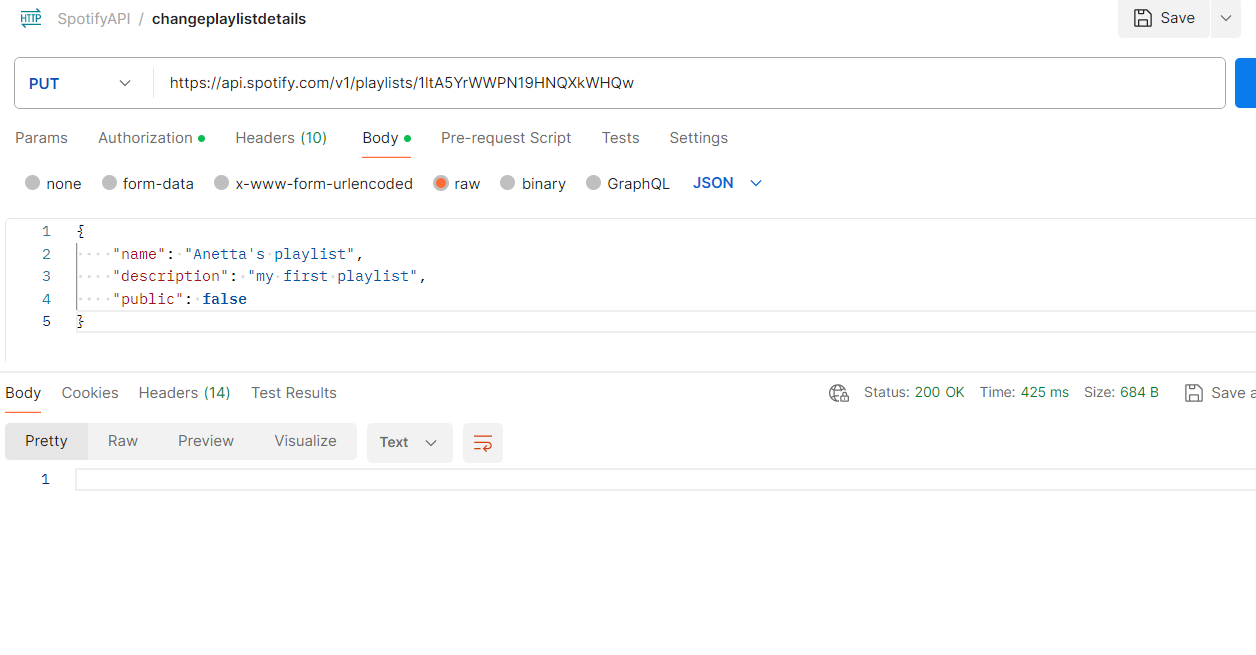 HTTP SpotifyAPI / changeplaylistdetails Save
PUT https://api.spotify.com/v1/playlists/1ltA5YrWWPN19HNQXkWHQw
Params Authorization Headers (10) Body Pre-request Script Tests Settings
none form-data x-www-form-urlencoded raw binary GraphQL JSON
1 {
2 "name": "Anetta's playlist",
3 "description": "my first playlist",
4 "public": false
5 }
Body Cookies Headers (14) Test Results Status: 200 OK Time: 425 ms Size: 684 B Save a
Pretty Raw Preview Visualize Text
1